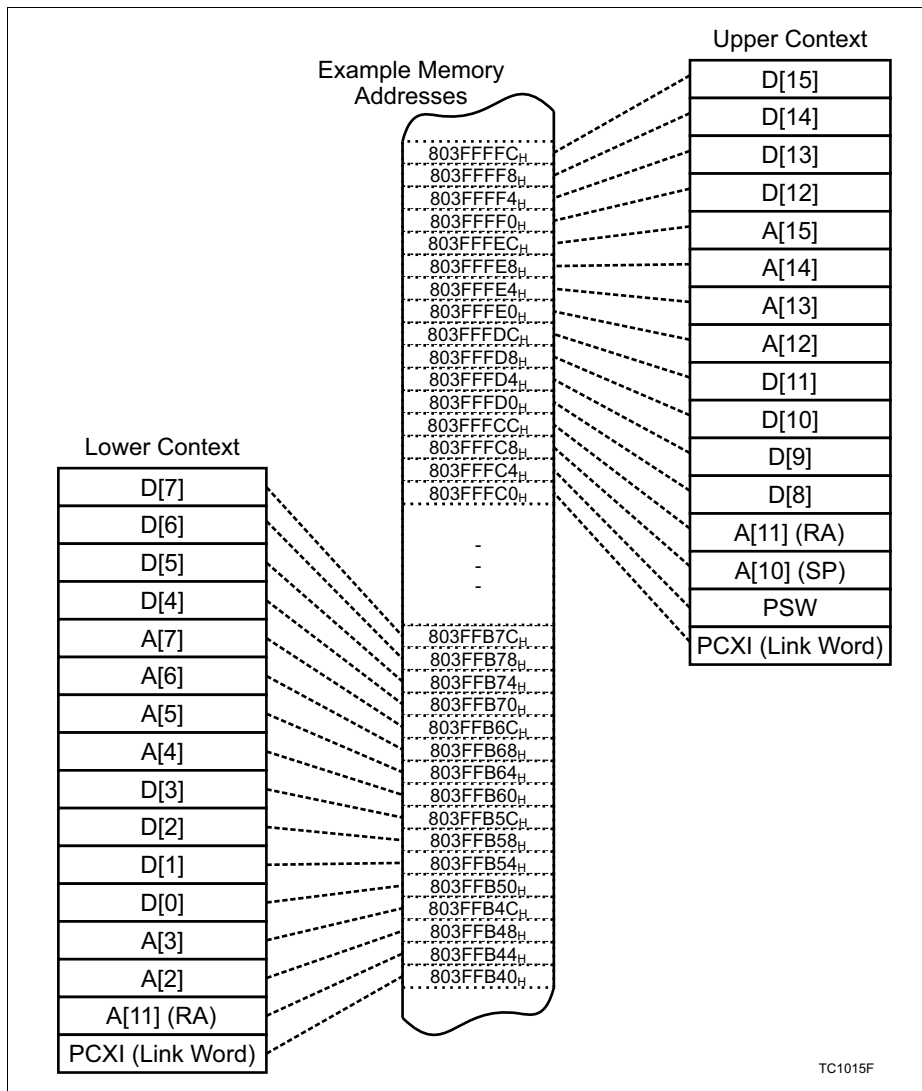 Upper Context
D[15]
D[14]
D[13]
D[12]
A[15]
A[14]
A[13]
A[12]
D[11]
D[10]
D[9]
D[8]
A[11] (RA)
A[10] (SP)
PSW
PCXI (Link Word)
Example Memory
Addresses
803FFFFCH
803FFFF8H
803FFFF4H
803FFFF0H
803FFFECH
803FFFE8H
803FFFE4H
803FFFE0H
803FFFDCH
803FFFD8H
803FFFD4H
803FFFD0H
803FFFCCH
803FFFC8H
803FFFC4H
803FFFC0H
-
-
-
803FFB7CH
803FFB78H
803FFB74H
803FFB70H
803FFB6CH
803FFB68H
803FFB64H
803FFB60H
803FFB5CH
803FFB58H
803FFB54H
803FFB50H
803FFB4CH
803FFB48H
803FFB44H
803FFB40H
Lower Context
D[7]
D[6]
D[5]
D[4]
A[7]
A[6]
A[5]
A[4]
D[3]
D[2]
D[1]
D[0]
A[3]
A[2]
A[11] (RA)
PCXI (Link Word)
TC1015F